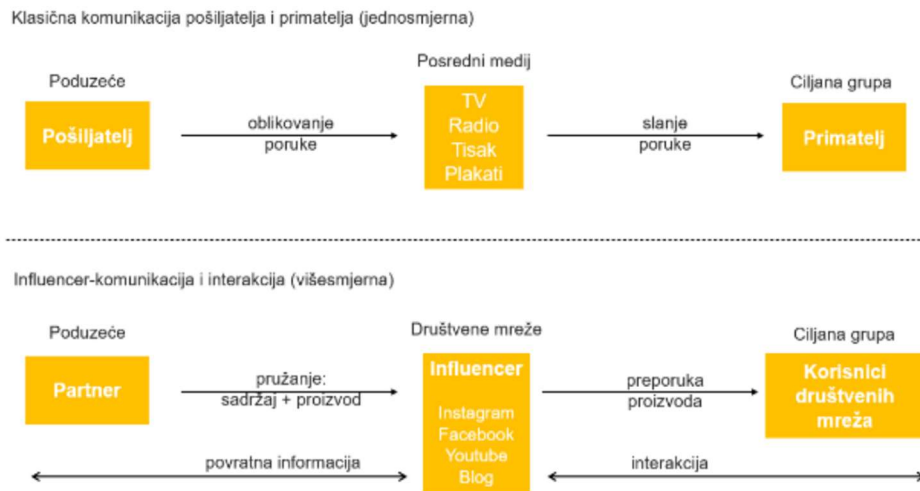 Klasična komunikacija pošiljatelja i primatelja (jednosmjerna)
Poduzeće
Pošiljatelj
oblikovanje
poruke
Posredni medij
TV
Radio
Tisak
Plakati
slanje
poruke
Ciljana grupa
Primatelj
Influencer-komunikacija i interakcija (višesmjerna)
Poduzeće
Partner
pružanje:
sadržaj + proizvod
povratna informacija
Društvene mreže
Influencer
Instagram
Facebook
Youtube
Blog
preporuka
proizvoda
interakcija
Ciljana grupa
Korisnici
društvenih
mreža